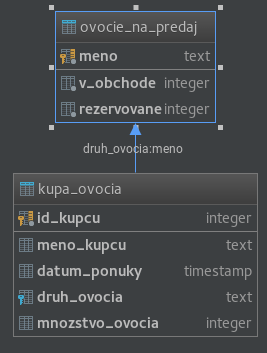 ovocie_na_predaj
meno text
v_obchode integer
rezervovane integer
druh_ovocia:meno
kupa_ovocia
id_kupcu integer
meno_kupcu text
datum_ponuky timestamp
druh_ovocia text
mnozstvo_ovocia integer